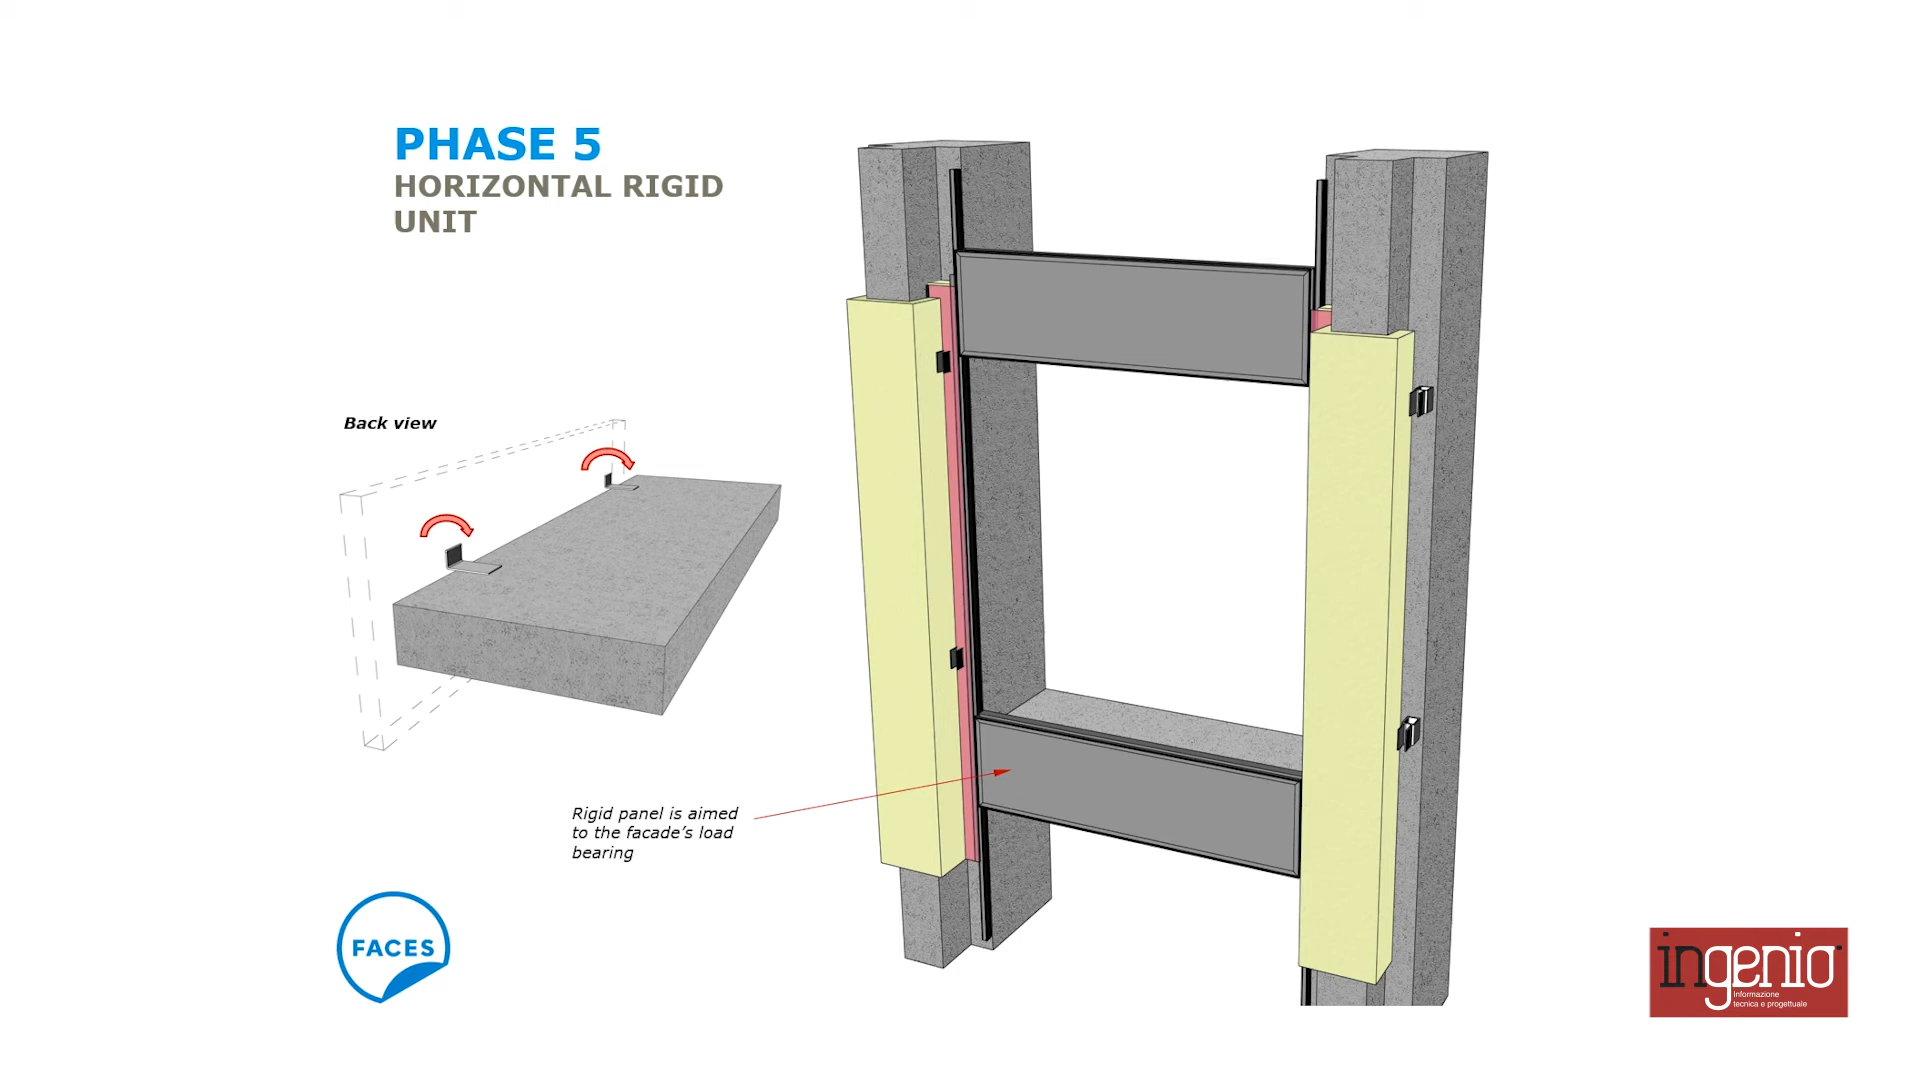 PHASE 5
HORIZONTAL RIGID
UNIT
Back view
Rigid panel is aimed
to the facade's load
bearing
FACES
ingenio
Informazione
tecnica e progettuale